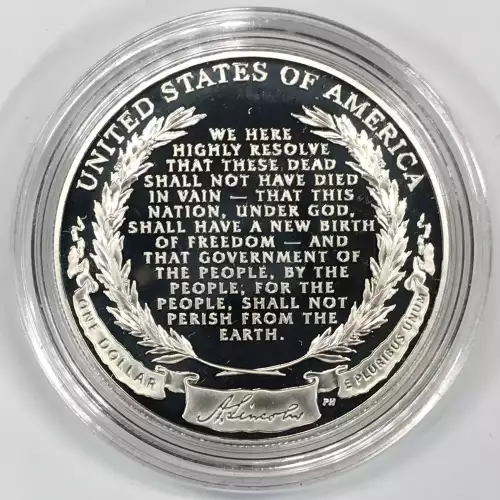 UNITED STATES OF AMERICA
WE HERE
HIGHLY RESOLVE
THAT THESE DEAD
SHALL NOT HAVE DIED
IN VAIN — THAT THIS
NATION, UNDER GOD,
SHALL HAVE A NEW BIRTH
OF FREEDOM — AND
THAT GOVERNMENT OF
THE PEOPLE, BY THE
PEOPLE, FOR THE
PEOPLE, SHALL NOT
PERISH FROM THE
EARTH.
ONE DOLLAR
A. Lincoln
PH
E PLURIBUS UNUM